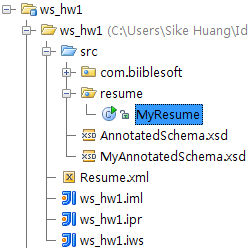 ws_hw1
ws_hw1 (C:\Users\Sike Huang\Id
src
com.biiblesoft
resume
MyResume
AnnotatedSchema.xsd
MyAnnotatedSchema.xsd
Resume.xml
ws_hw1.iml
ws_hw1.ipr
ws_hw1.iws